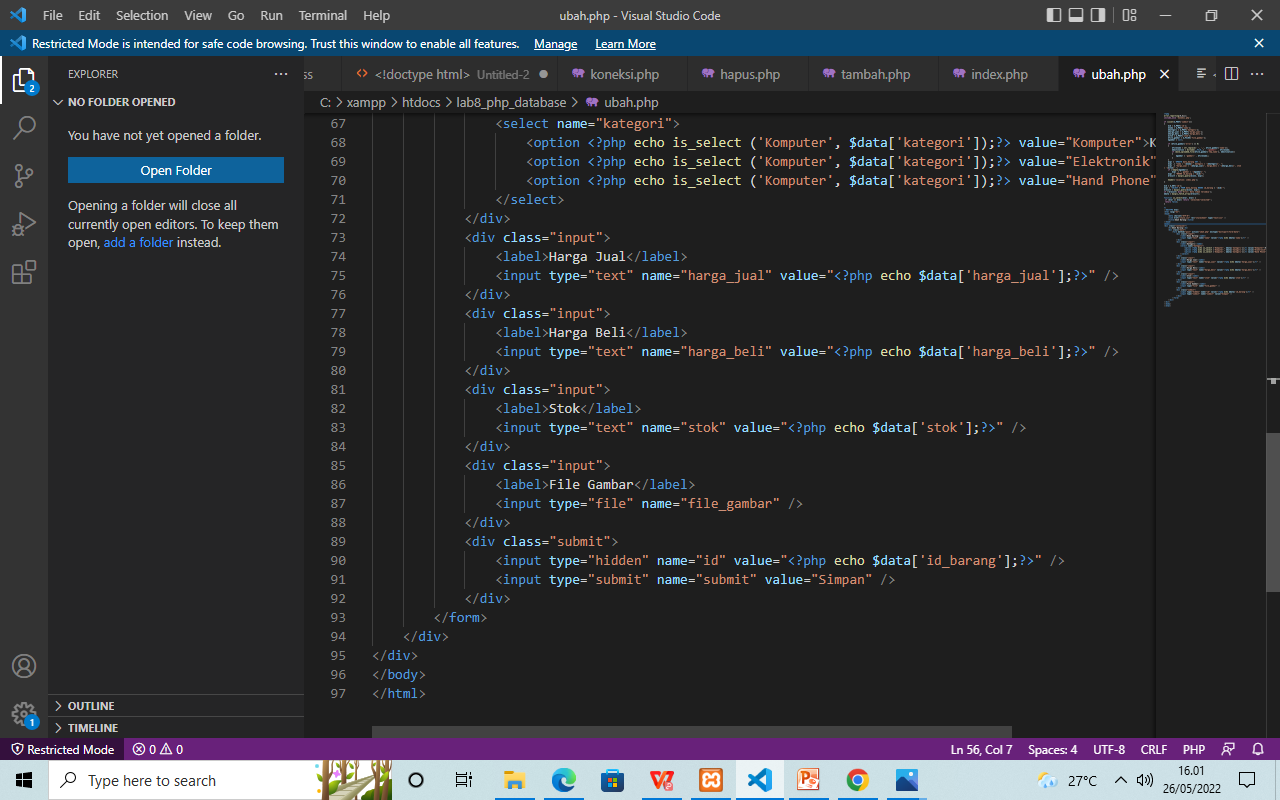 File Edit Selection View Go Run Terminal Help ubah.php - Visual Studio Code
Restricted Mode is intended for safe code browsing. Trust this window to enable all features. Manage Learn More
EXPLORER
ss <!doctype html> Untitled-2 koneksi.php hapus.php tambah.php index.php ubah.php
2
NO FOLDER OPENED
You have not yet opened a folder.
Open Folder
Opening a folder will close all
currently open editors. To keep them
open, add a folder instead.
OUTLINE
TIMELINE
1
C: > xampp > htdocs > lab8_php_database > ubah.php
67 <select name="kategori">
68 <option <?php echo is_select ('Komputer', $data['kategori']);?> value="Komputer">K
69 <option <?php echo is_select ('Komputer', $data['kategori']);?> value="Elektronik"
70 <option <?php echo is_select ('Komputer', $data['kategori']);?> value="Hand Phone"
71 </select>
72 </div>
73 <div class="input">
74 <label>Harga Jual</label>
75 <input type="text" name="harga_jual" value="<?php echo $data['harga_jual'];?>" />
76 </div>
77 <div class="input">
78 <label>Harga Beli</label>
79 <input type="text" name="harga_beli" value="<?php echo $data['harga_beli'];?>" />
80 </div>
81 <div class="input">
82 <label>Stok</label>
83 <input type="text" name="stok" value="<?php echo $data['stok'];?>" />
84 </div>
85 <div class="input">
86 <label>File Gambar</label>
87 <input type="file" name="file_gambar" />
88 </div>
89 <div class="submit">
90 <input type="hidden" name="id" value="<?php echo $data['id_barang'];?>" />
91 <input type="submit" name="submit" value="Simpan" />
92 </div>
93 </form>
94 </div>
95 </div>
96 </body>
97 </html>
Restricted Mode 0 0 Ln 56, Col 7 Spaces: 4 UTF-8 CRLF PHP
Type here to search 27°C 16.01
26/05/2022